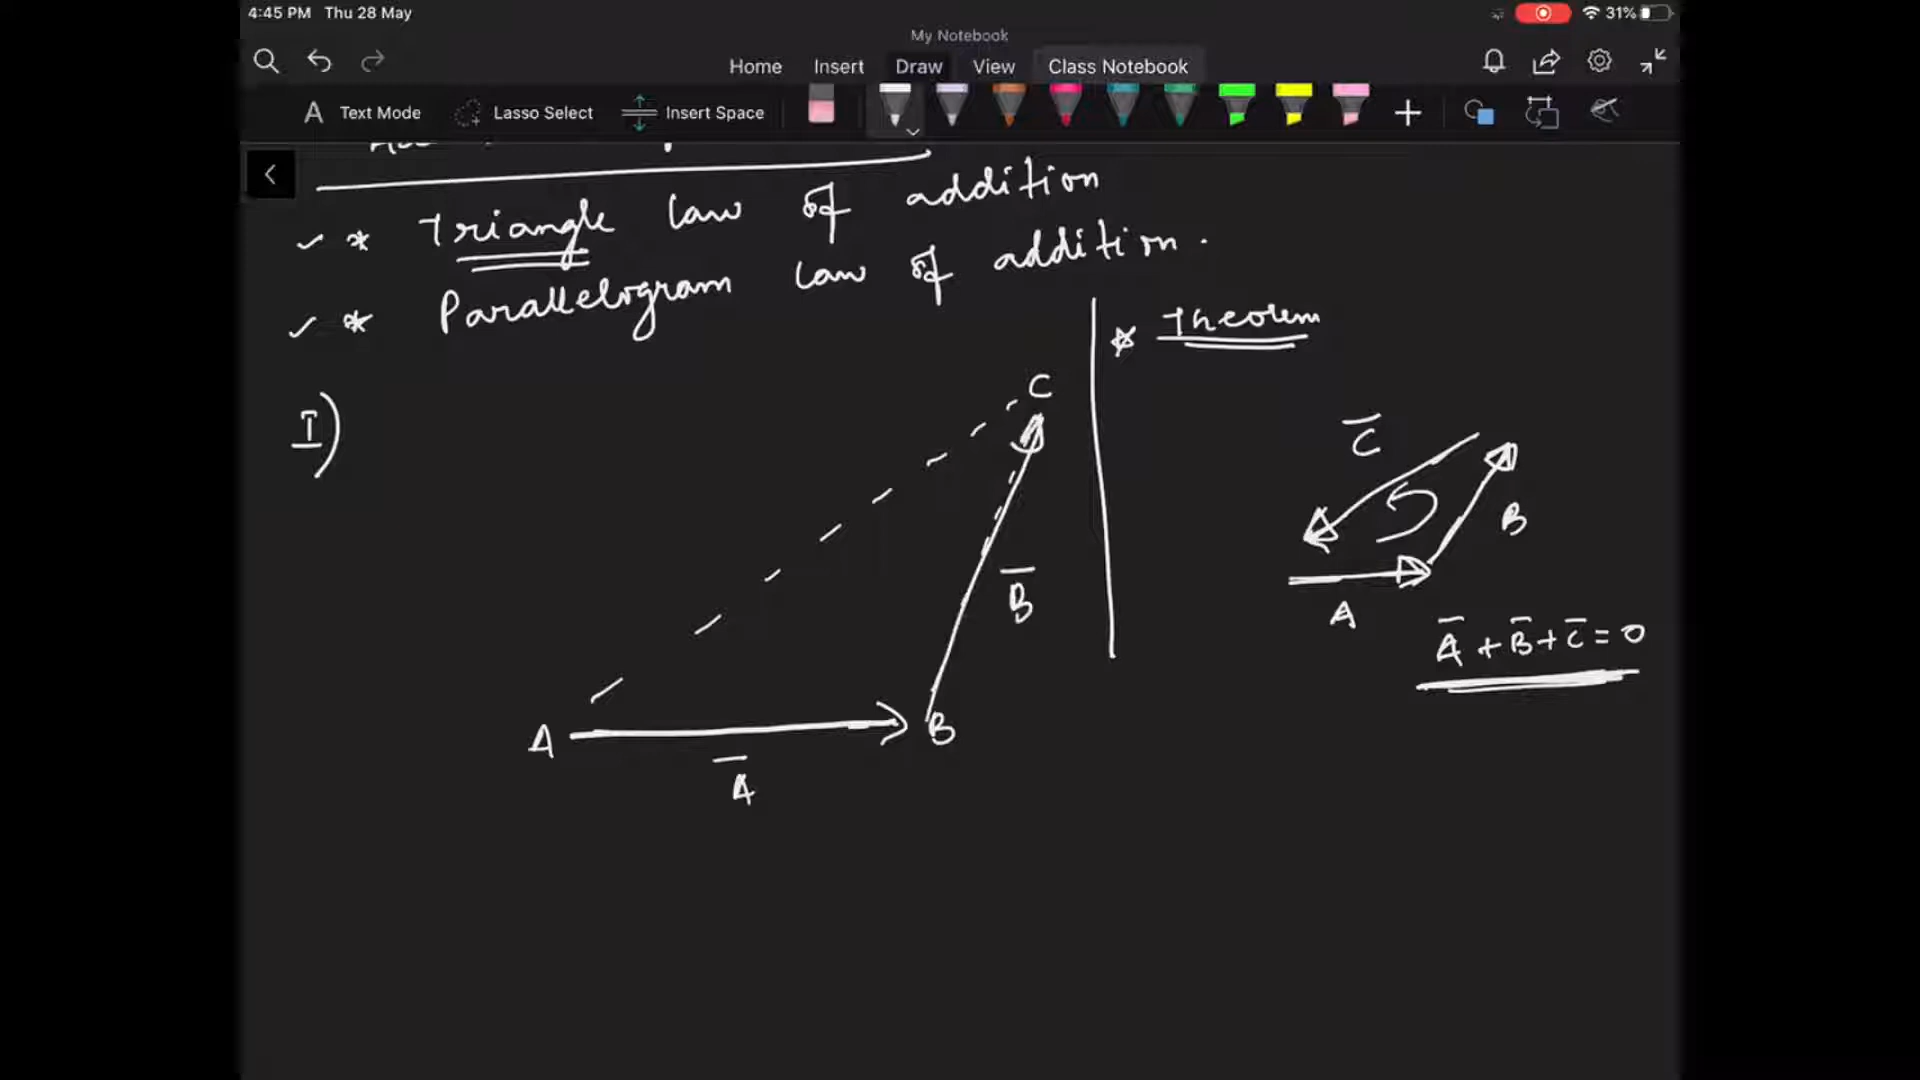 4:45 PM Thu 28 May
31%
My Notebook
Home Insert Draw View Class Notebook
A Text Mode Lasso Select Insert Space
* Triangle law of addition
* Parallelogram law of addition.
* Theorem
I)
C
B
A
B
A
C
B
A
A + B + C = 0